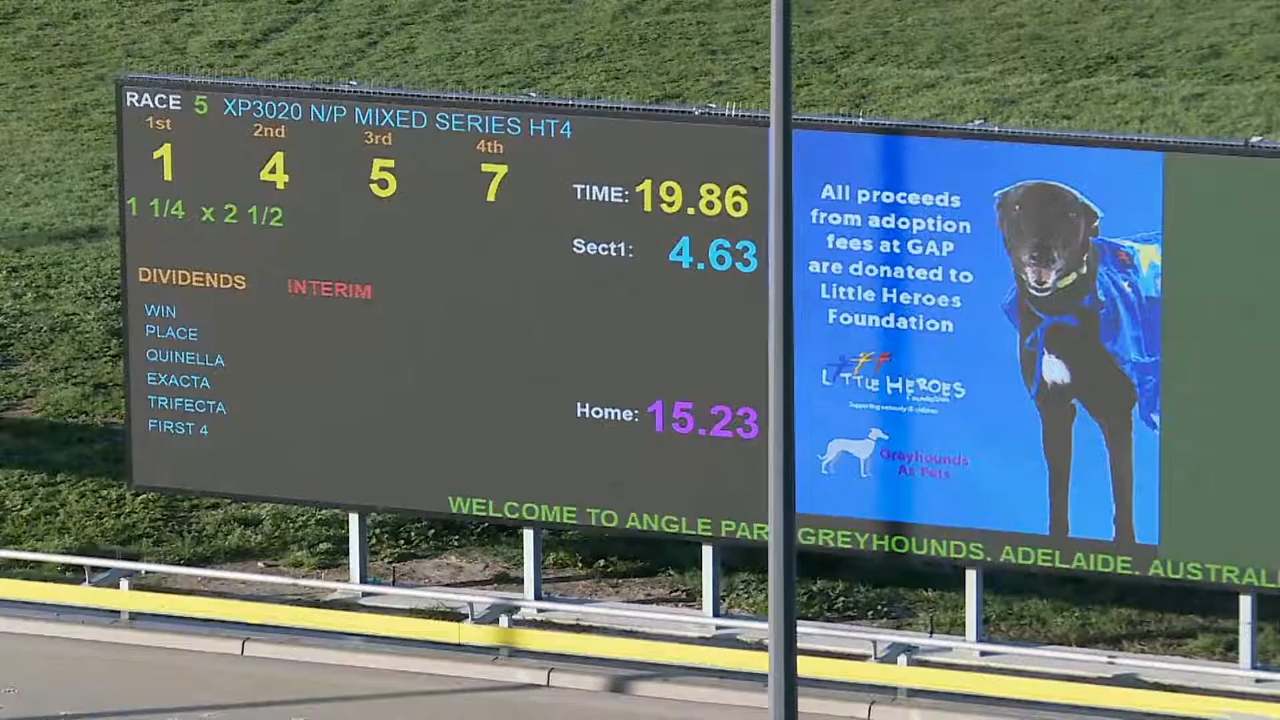 RACE 5 XP3020 N/P MIXED SERIES HT4
1st 2nd 3rd 4th
1 4 5 7
1 1/4 x 2 1/2
TIME: 19.86
Sect1: 4.63
DIVIDENDS INTERIM
WIN
PLACE
QUINELLA
EXACTA
TRIFECTA
FIRST 4
Home: 15.23
All proceeds
from adoption
fees at GAP
are donated to
Little Heroes
Foundation
LITTLE HEROES
Foundation
Greyhounds
As Pets
WELCOME TO ANGLE PAR GREYHOUNDS. ADELAIDE. AUSTRAL